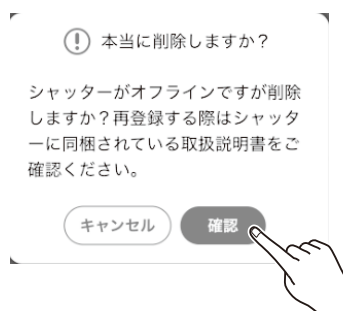 本当に削除しますか？
シャッターがオフラインですが削除
しますか？再登録する際はシャッタ
ーに同梱されている取扱説明書をご
確認ください。
キャンセル 確認